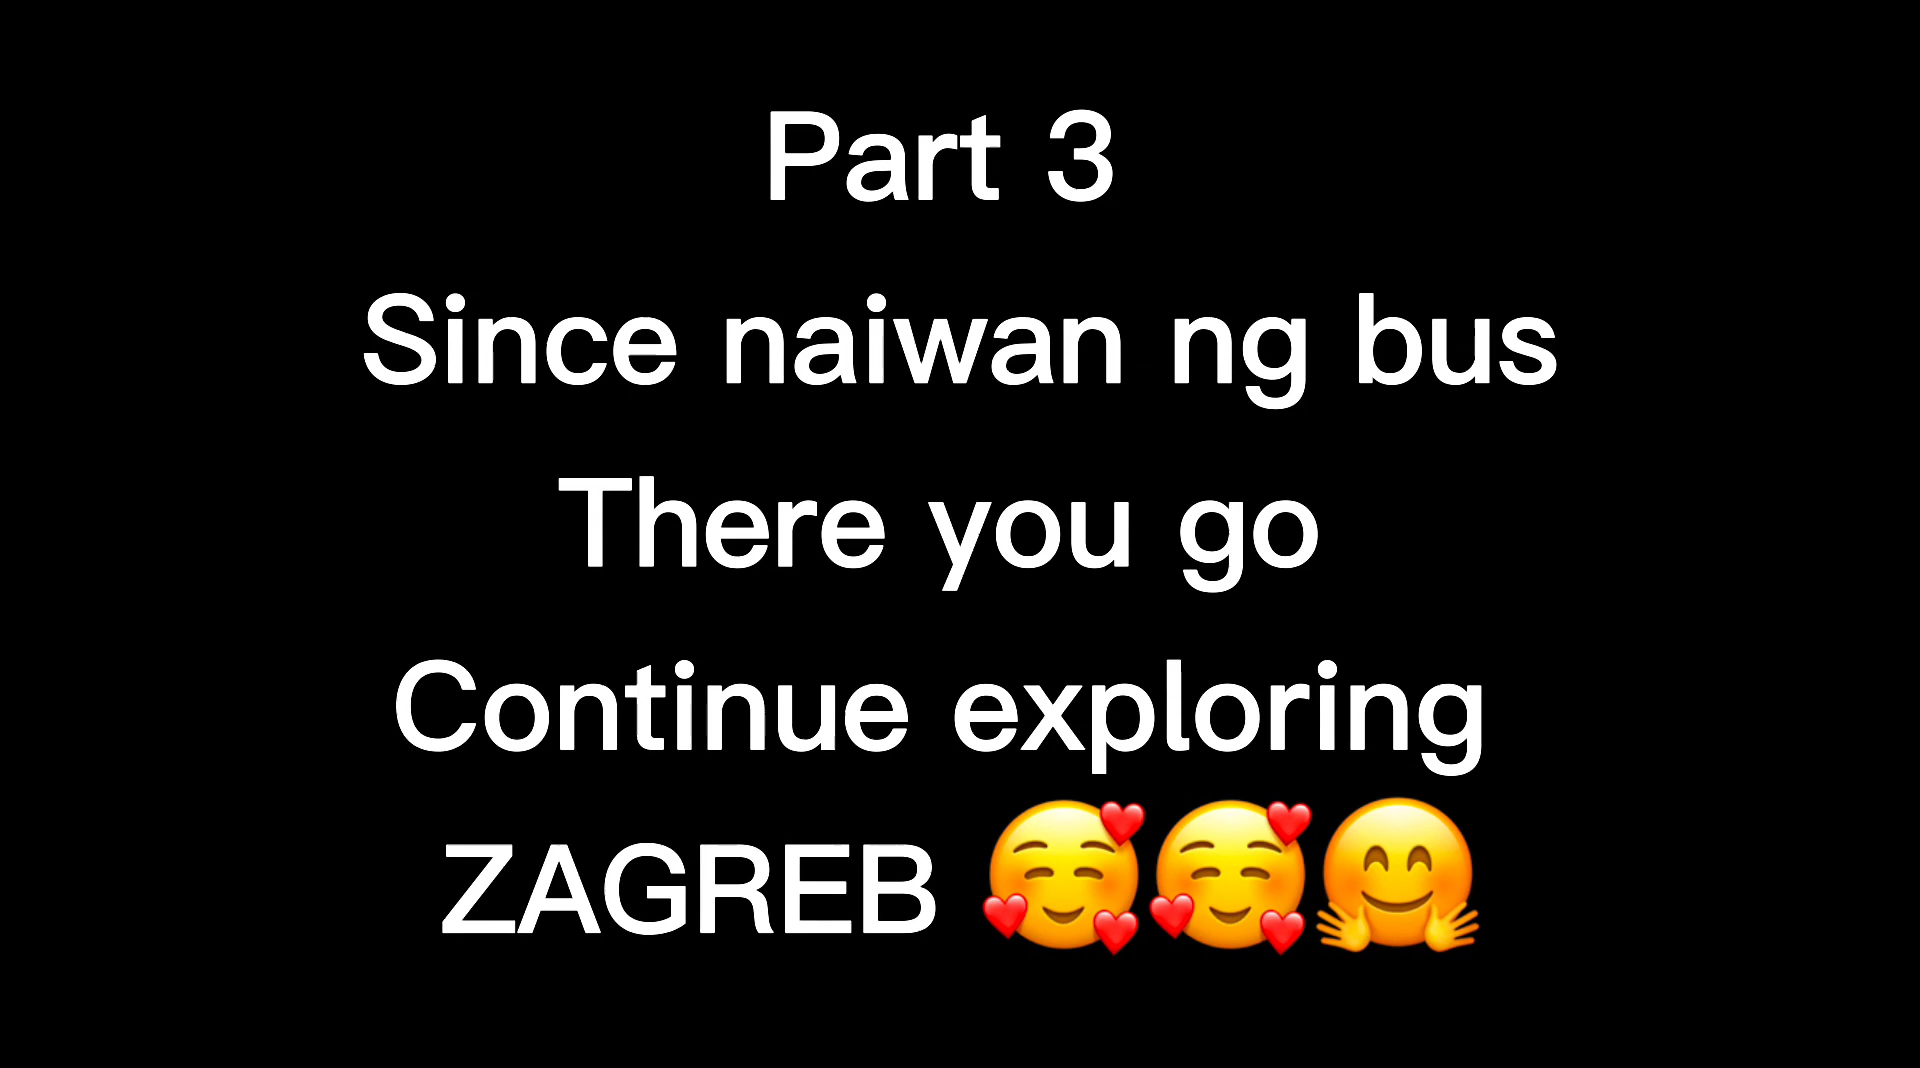 Part 3
Since naiwan ng bus
There you go
Continue exploring
ZAGREB 🥰🥰🤗